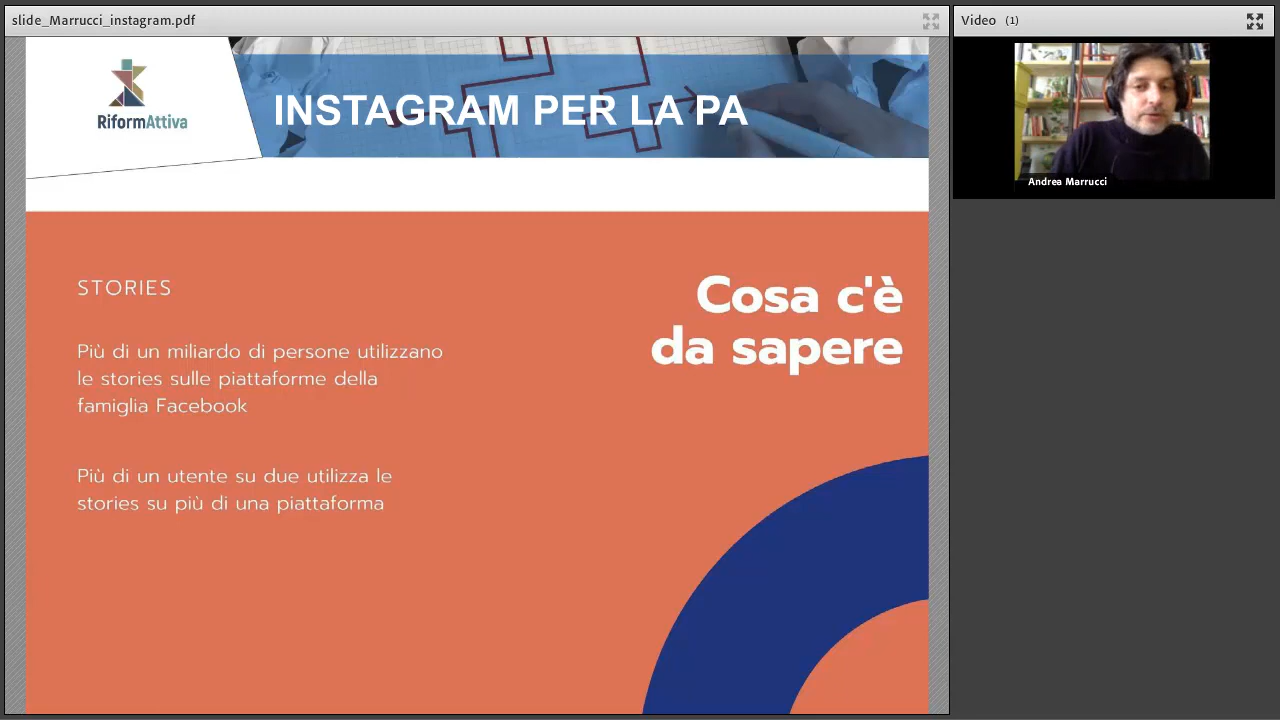 slide_Marrucci_instagram.pdf
Video (1)
RiformAttiva
INSTAGRAM PER LA PA
Andrea Marrucci
STORIES
Cosa c'è
da sapere
Più di un miliardo di persone utilizzano
le stories sulle piattaforme della
famiglia Facebook
Più di un utente su due utilizza le
stories su più di una piattaforma